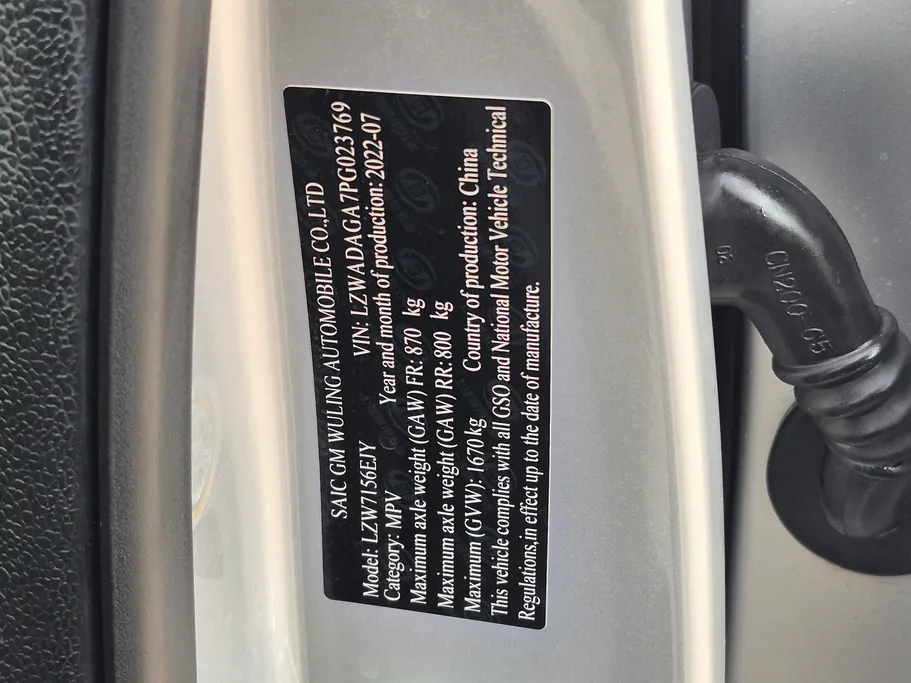 SAIC GM WULING AUTOMOBILE CO.,LTD
Model: LZW7156EJY VIN: LZWADAGA7PG023769
Category: MPV Year and month of production: 2022-07
Maximum axle weight (GAW) FR: 870 kg
Maximum axle weight (GAW) RR: 800 kg
Maximum (GVW): 1670 kg Country of production: China
This vehicle complies with all GSO and National Motor Vehicle Technical
Regulations,in effect up to the date of manufacture.
CN200-05